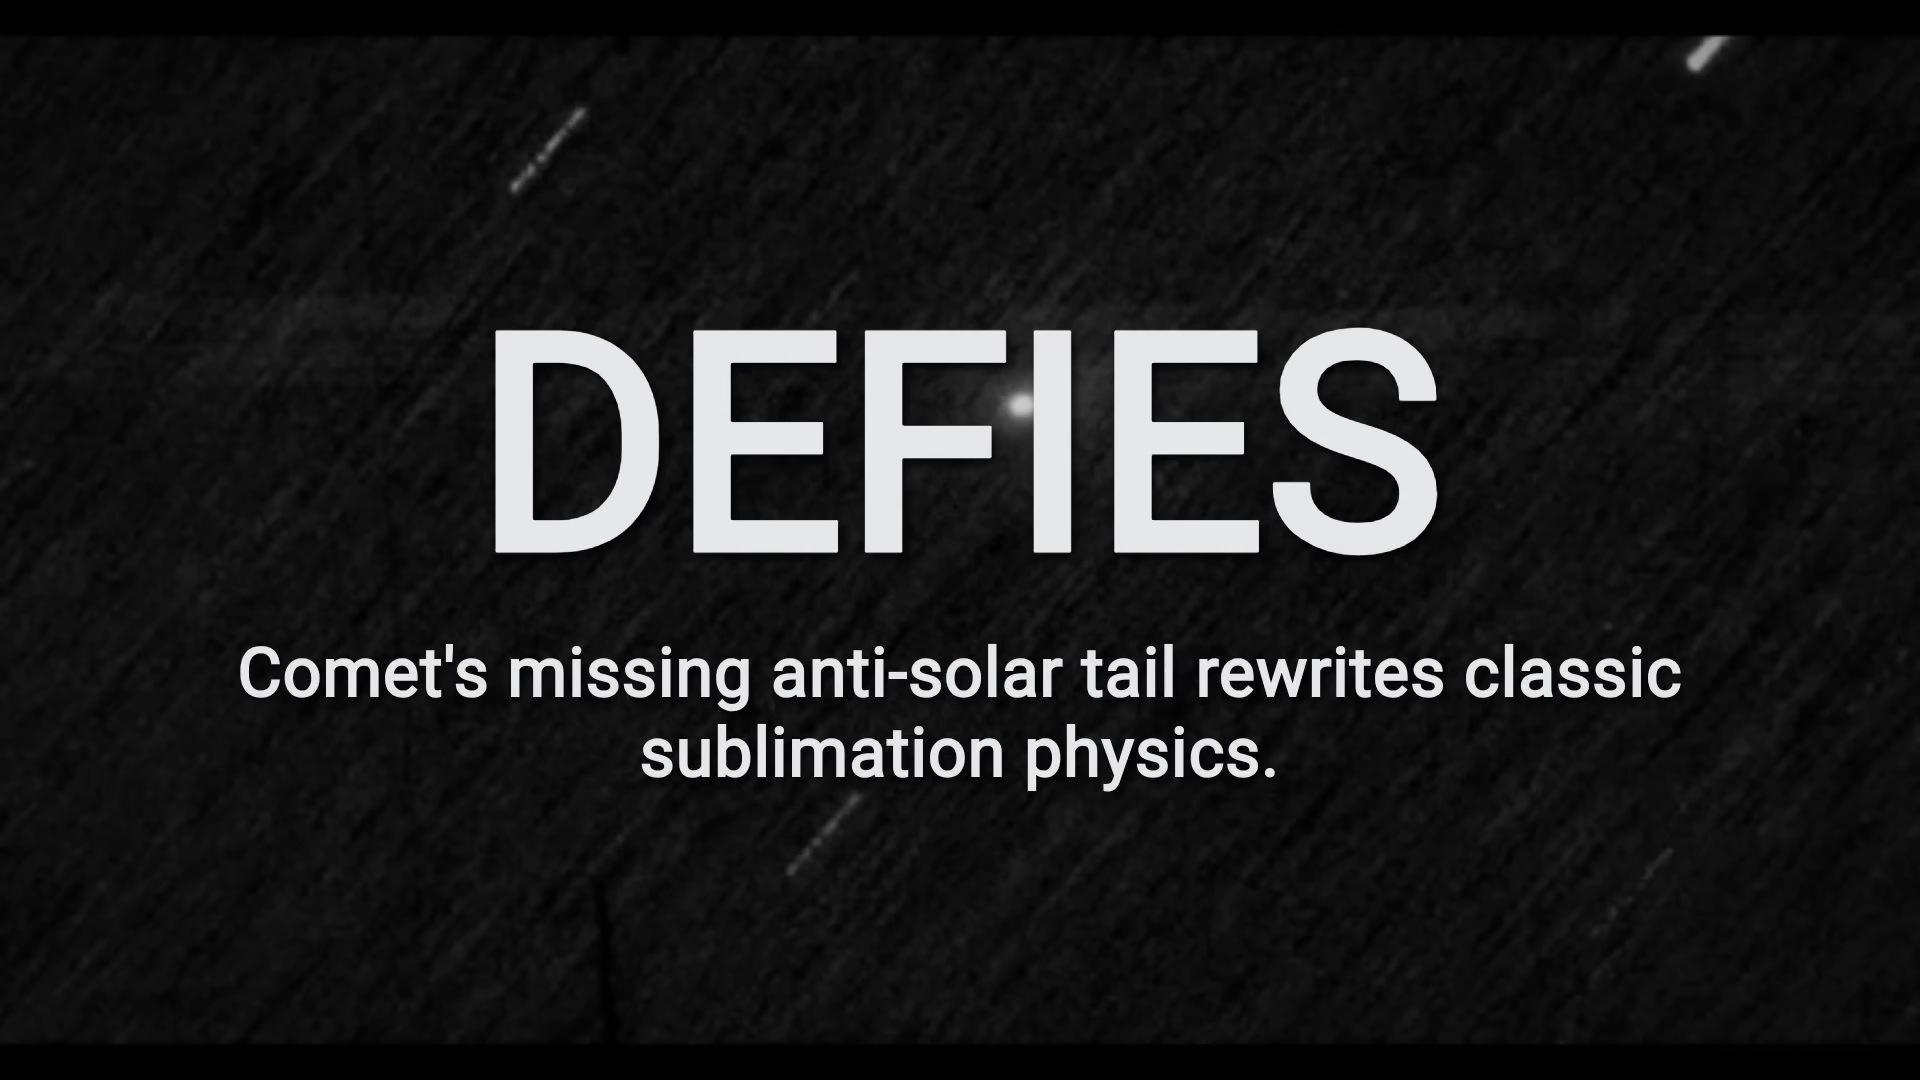 DEFIES
Comet's missing anti-solar tail rewrites classic
sublimation physics.